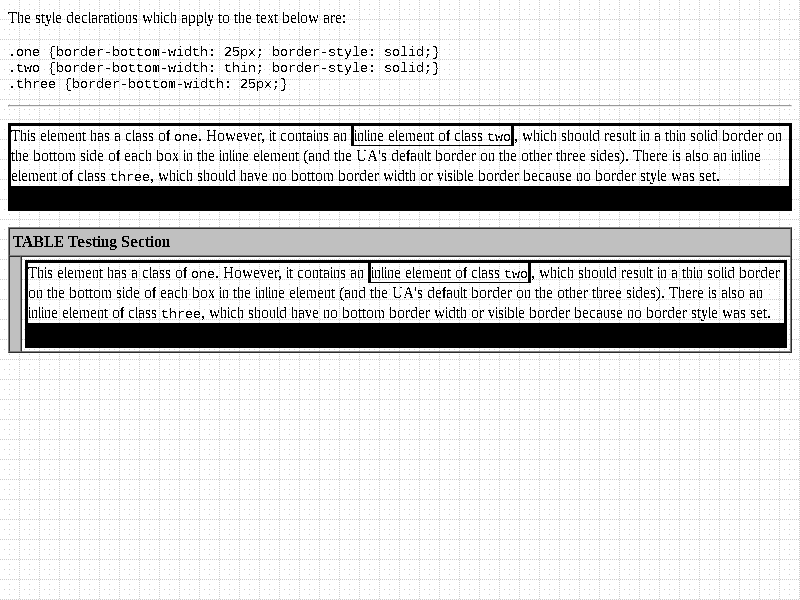 The style declarations which apply to the text below are:
.one {border-bottom-width: 25px; border-style: solid;}
.two {border-bottom-width: thin; border-style: solid;}
.three {border-bottom-width: 25px;}
This element has a class of one. However, it contains an inline element of class two, which should result in a thin solid border on
the bottom side of each box in the inline element (and the UA's default border on the other three sides). There is also an inline
element of class three, which should have no bottom border width or visible border because no border style was set.
TABLE Testing Section
This element has a class of one. However, it contains an inline element of class two, which should result in a thin solid border
on the bottom side of each box in the inline element (and the UA's default border on the other three sides). There is also an
inline element of class three, which should have no bottom border width or visible border because no border style was set.